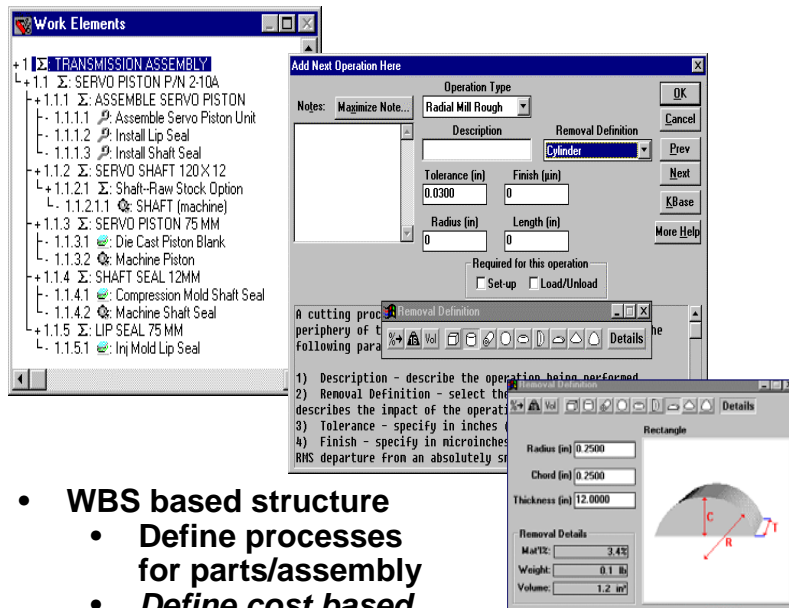 Work Elements
+ 1 Σ: TRANSMISSION ASSEMBLY
+ 1.1 Σ: SERVO PISTON P/N 2-10A
+ 1.1.1 Σ: ASSEMBLE SERVO PISTON
- 1.1.1.1 : Assemble Servo Piston Unit
- 1.1.1.2 : Install Lip Seal
- 1.1.1.3 : Install Shaft Seal
+ 1.1.2 Σ: SERVO SHAFT 120 X 12
+ 1.1.2.1 Σ: Shaft-Raw Stock Option
- 1.1.2.1.1 : SHAFT (machine)
+ 1.1.3 Σ: SERVO PISTON 75 MM
- 1.1.3.1 : Die Cast Piston Blank
- 1.1.3.2 : Machine Piston
+ 1.1.4 Σ: SHAFT SEAL 12MM
- 1.1.4.1 : Compression Mold Shaft Seal
- 1.1.4.2 : Machine Shaft Seal
+ 1.1.5 Σ: LIP SEAL 75 MM
- 1.1.5.1 : Inj Mold Lip Seal
Add Next Operation Here
Operation Type
Notes: Maximize Note... Radial Mill Rough
Description Removal Definition
Cylinder
Tolerance (in) Finish (µin)
0.0300 0
Radius (in) Length (in)
0 0
Required for this operation
Set-up Load/Unload
OK
Cancel
Prev
Next
KBase
More Help
A cutting proc
periphery of t he
following para
Removal Definition
%→ Vol Details
1) Description - describe the operation being performed
2) Removal Definition - select the
describes the impact of the operati
3) Tolerance - specify in inches (
4) Finish - specify in microinches
RMS departure from an absolutely sm
Removal Definition
%→ Vol Details
Rectangle
Radius (in) 0.2500
Chord (in) 0.2500
Thickness (in) 12.0000
Removal Details
Mat'l%: 3.4%
Weight: 0.1 lb
Volume: 1.2 in³
C
R
T
• WBS based structure
• Define processes
for parts/assembly
• Define cost based